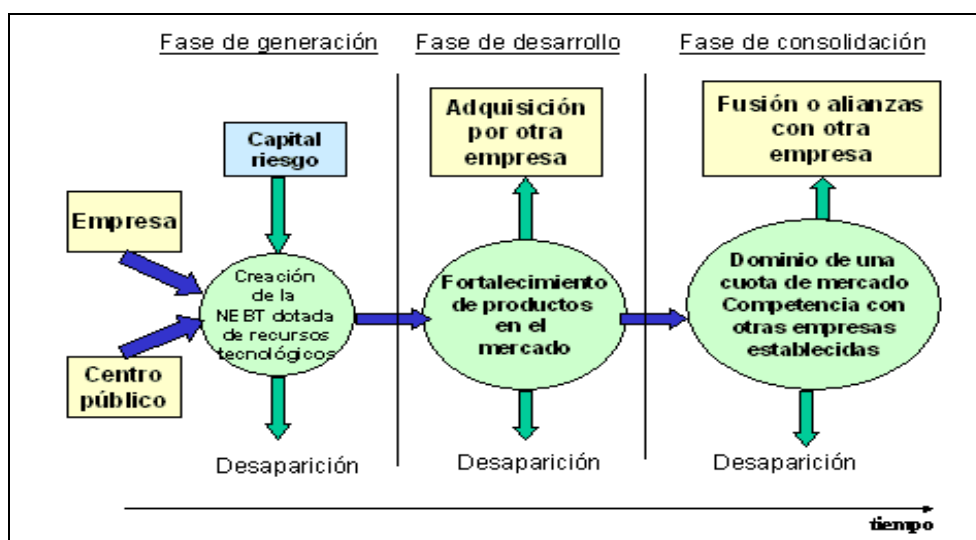 Fase de generación
Fase de desarrollo
Fase de consolidación
Capital
riesgo
Adquisición
por otra
empresa
Fusión o alianzas
con otra
empresa
Empresa
Centro
público
Creación
de la
NEBT dotada
de recursos
tecnológicos
Fortalecimiento
de productos
en el
mercado
Dominio de una
cuota de mercado
Competencia con
otras empresas
establecidas
Desaparición
Desaparición
Desaparición
tiempo